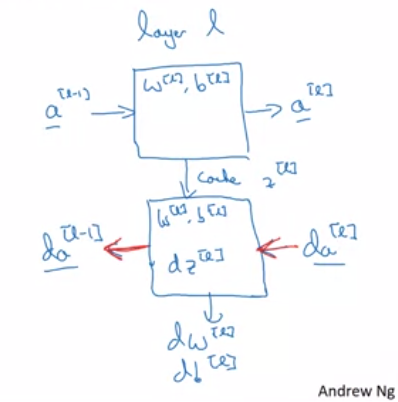 layer l
w^[l], b^[l]
a^[l-1]
a^[l]
cache z^[l]
w^[l], b^[l]
da^[l-1]
dz^[l]
da^[l]
dw^[l]
db^[l]
Andrew Ng